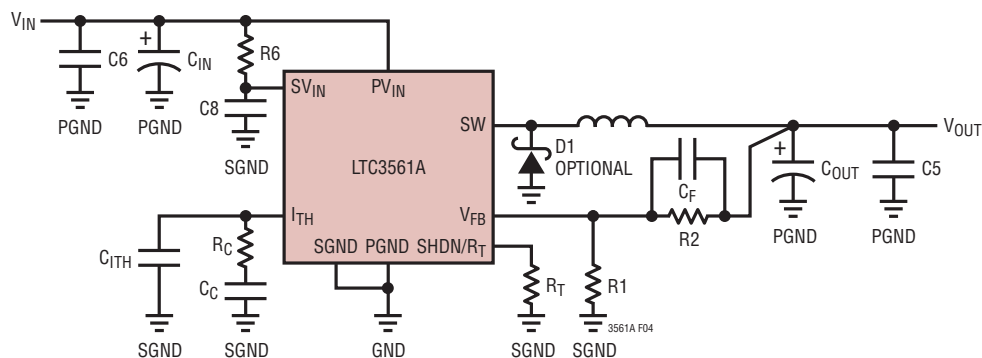 VIN
C6
+
CIN
R6
PGND
PGND
C8
SGND
SVIN
PVIN
SW
LTC3561A
ITH
VFB
SGND
PGND
SHDN/RT
D1
OPTIONAL
CF
R2
VOUT
+
COUT
C5
PGND
PGND
CITH
RC
CC
SGND
SGND
GND
RT
R1
SGND
SGND
3561A F04